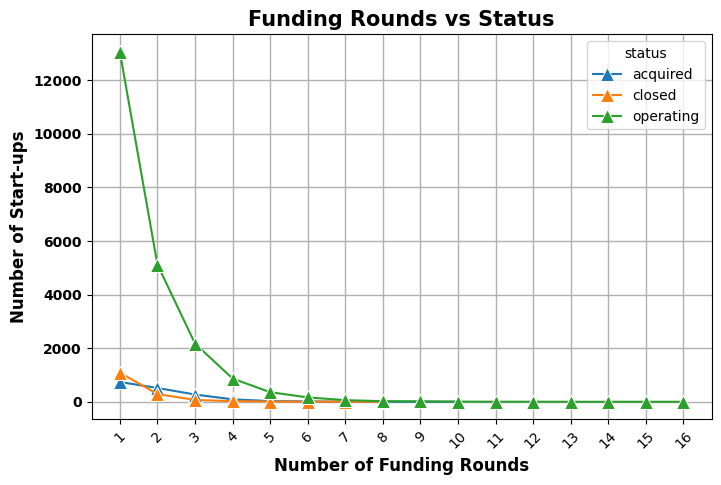 Funding Rounds vs Status
status
acquired
closed
operating
Number of Start-ups
12000
10000
8000
6000
4000
2000
0
1 2 3 4 5 6 7 8 9 10 11 12 13 14 15 16
Number of Funding Rounds